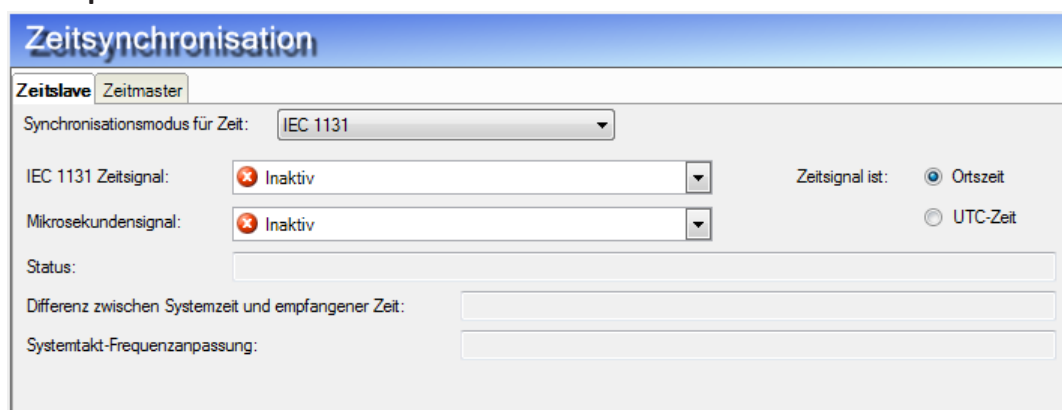 Zeitsynchronisation
Zeitslave Zeitmaster
Synchronisationsmodus für Zeit: IEC 1131
IEC 1131 Zeitsignal: Inaktiv Zeitsignal ist: Ortszeit
Mikrosekundensignal: Inaktiv UTC-Zeit
Status:
Differenz zwischen Systemzeit und empfangener Zeit:
Systemtakt-Frequenzanpassung: